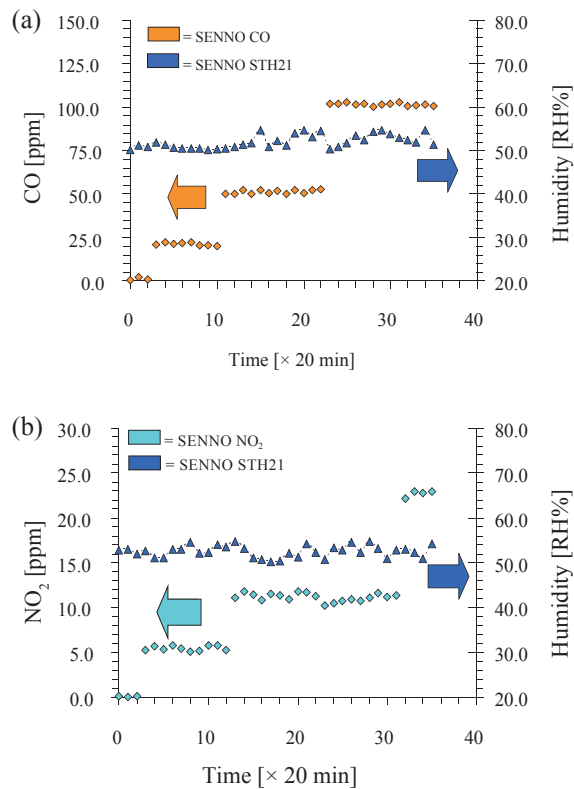 (a)
= SENNO CO
= SENNO STH21
150.0
125.0
100.0
75.0
50.0
25.0
0.0
CO [ppm]
80.0
70.0
60.0
50.0
40.0
30.0
20.0
Humidity [RH%]
0 10 20 30 40
Time [× 20 min]
(b)
= SENNO NO₂
= SENNO STH21
30.0
25.0
20.0
15.0
10.0
5.0
0.0
NO₂ [ppm]
80.0
70.0
60.0
50.0
40.0
30.0
20.0
Humidity [RH%]
0 10 20 30 40
Time [× 20 min]